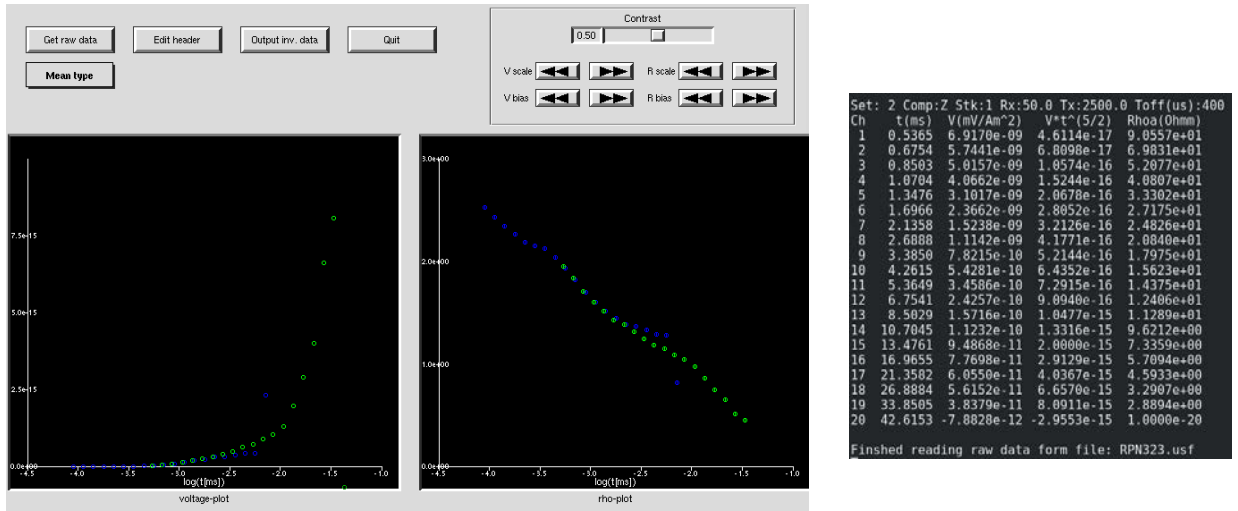 Get raw data Edit header Output inv. data Quit
Mean type
Contrast
0.50
V scale R scale
V bias R bias
7.5e-15
5.0e-15
2.5e-15
0.0e+00
-4.5 -4.0 -3.5 -3.0 -2.5 -2.0 -1.5 -1.0
log(t[ms])
voltage-plot
3.0e+00
2.0e+00
1.0e+00
0.0e+00
-4.5 -4.0 -3.5 -3.0 -2.5 -2.0 -1.5 -1.0
log(t[ms])
rho-plot
Set: 2 Comp:Z Stk:1 Rx:50.0 Tx:2500.0 Toff(us):400
Ch t(ms) V(mV/Am^2) V*t^(5/2) Rhoa(Ohmm)
1 0.5365 6.9170e-09 4.6114e-17 9.0557e+01
2 0.6754 5.7441e-09 6.8098e-17 6.9831e+01
3 0.8503 5.0157e-09 1.0574e-16 5.2077e+01
4 1.0704 4.0662e-09 1.5244e-16 4.0807e+01
5 1.3476 3.1017e-09 2.0678e-16 3.3302e+01
6 1.6966 2.3662e-09 2.8052e-16 2.7175e+01
7 2.1358 1.5238e-09 3.2126e-16 2.4826e+01
8 2.6888 1.1142e-09 4.1771e-16 2.0840e+01
9 3.3850 7.8215e-10 5.2144e-16 1.7975e+01
10 4.2615 5.4281e-10 6.4352e-16 1.5623e+01
11 5.3649 3.4586e-10 7.2915e-16 1.4375e+01
12 6.7541 2.4257e-10 9.0940e-16 1.2406e+01
13 8.5029 1.5716e-10 1.0477e-15 1.1289e+01
14 10.7045 1.1232e-10 1.3316e-15 9.6212e+00
15 13.4761 9.4868e-11 2.0000e-15 7.3359e+00
16 16.9655 7.7698e-11 2.9129e-15 5.7094e+00
17 21.3582 6.0550e-11 4.0367e-15 4.5933e+00
18 26.8884 5.6152e-11 6.6570e-15 3.2907e+00
19 33.8505 3.8379e-11 8.0911e-15 2.8894e+00
20 42.6153 -7.8828e-12 -2.9553e-15 1.0000e-20
Finshed reading raw data form file: RPN323.usf